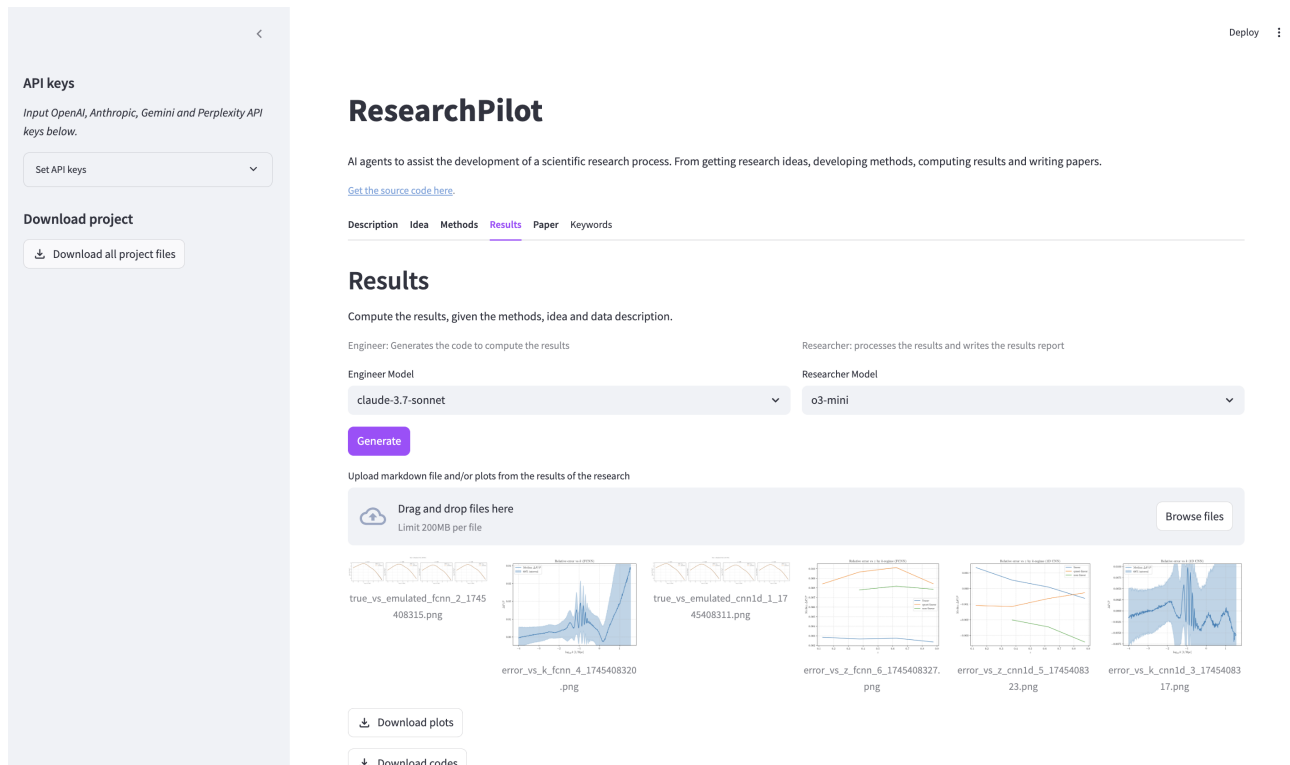 Deploy
API keys
Input OpenAI, Anthropic, Gemini and Perplexity API
keys below.
Set API keys
Download project
Download all project files
ResearchPilot
AI agents to assist the development of a scientific research process. From getting research ideas, developing methods, computing results and writing papers.
Get the source code here.
Description Idea Methods Results Paper Keywords
Results
Compute the results, given the methods, idea and data description.
Engineer: Generates the code to compute the results
Researcher: processes the results and writes the results report
Engineer Model
Researcher Model
claude-3.7-sonnet
o3-mini
Generate
Upload markdown file and/or plots from the results of the research
Drag and drop files here
Limit 200MB per file
Browse files
true_vs_emulated_fcnn_2_1745
408315.png
error_vs_k_fcnn_4_1745408320
.png
true_vs_emulated_cnn1d_1_17
45408311.png
error_vs_z_fcnn_6_1745408327.
png
error_vs_z_cnn1d_5_17454083
23.png
error_vs_k_cnn1d_3_17454083
17.png
Download plots
Download codes